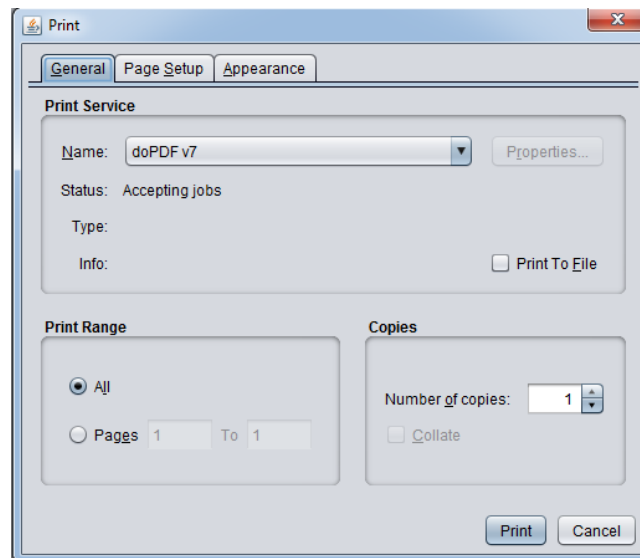 Print
General Page Setup Appearance
Print Service
Name: doPDF v7 Properties...
Status: Accepting jobs
Type:
Info: Print To File
Print Range
All
Pages 1 To 1
Copies
Number of copies: 1
Collate
Print Cancel